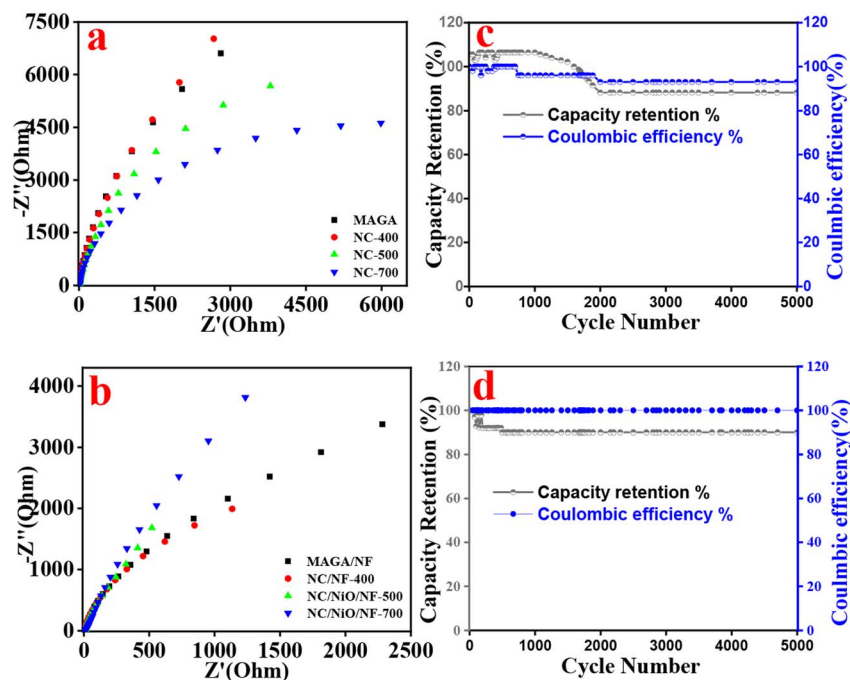 a
7500
6000
4500
3000
1500
0
-Z"(Ohm)
MAGA
NC-400
NC-500
NC-700
0 1500 3000 4500 6000
Z'(Ohm)
c
120
100
80
60
40
20
0
Capacity Retention (%)
Capacity retention %
Coulombic efficiency %
120
100
80
60
40
20
0
Coulmbic efficiency(%)
0 1000 2000 3000 4000 5000
Cycle Number
b
4000
3000
2000
1000
0
-Z"(Ohm)
MAGA/NF
NC/NF-400
NC/NiO/NF-500
NC/NiO/NF-700
0 500 1000 1500 2000 2500
Z'(Ohm)
d
120
100
80
60
40
20
0
Capacity Retention (%)
Capacity retention %
Coulombic efficiency %
120
100
80
60
40
20
0
Coulmbic efficiency(%)
0 1000 2000 3000 4000 5000
Cycle Number